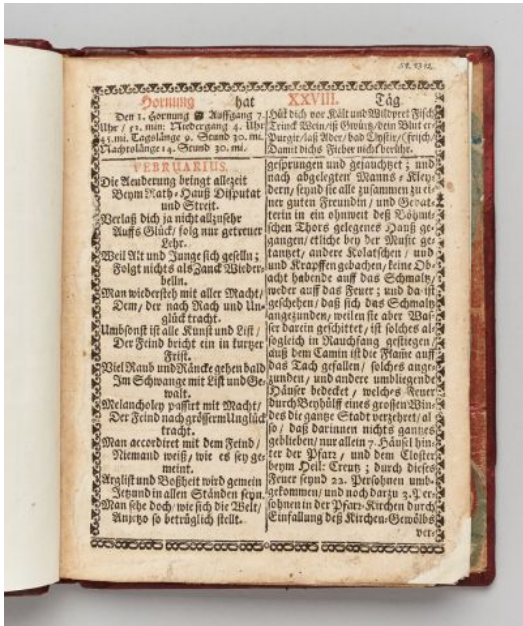 Hornung hat XXVIII. Täg
Den 1. Hornung Auffgang 7.
Uhr / 15. min: Niedergang 4. Uhr
45. mi. Tagslänge 9. Stund 30. mi.
Nachtslänge 14. Stund 30. mi.
Hüt dich vor Kält und Wildpret Fisch
Trinck Wein / iß Gwürtz / dein Blut er-
Purgir / laß Ader / bad Clystir / (frisch /
Damit dichs Fieber nicht berühr.
FEBRUARIUS.
Die Aenderung bringt allezeit
Beym Rath-Hauß Disputat
und Streit.
Verlaß dich ja nicht allzusehr
Auffs Glück / folg nur getreuer
Lehr.
Weil Alt und Junge sich geselln;
Folgt nichts als Zanck Wieder-
belln.
Man wiedersteh mit aller Macht /
Dem / der nach Rach und Un-
glück tracht.
Umbsonst ist alle Kunst und List /
Der Feind bricht ein in kurtzer
Frist.
Viel Raub und Räncke gehen bald
Im Schwange mit List und Ge-
walt.
Melancholey passirt mit Macht /
Der Feind nach grösserm Unglück
tracht.
Man accordiret mit dem Feind /
Niemand weiß / wie es sey ge-
meint.
Arglist und Boßheit wird gemein
Jetzund in allen Ständen seyn.
Man sehe doch / wie sich die Welt /
Anjetzo so betrüglich stellt.
gesprungen und gejauchtzet; und
nach abgelegten Manns-Kley-
dern / seynd sie alle zusammen zu ei-
ner guten Freundin / und Gevat-
terin in ein ohnweit deß Böhmi-
schen Thors gelegenes Hauß ge-
gangen / etliche bey der Music ge-
tantzet / andere Kolatschen / und
und Krapffen gebachen / keine Ob-
acht habende auff das Schmaltz /
weder auff das Feuer; und da ist
geschehen / daß sich das Schmaltz
angezunden / weilen sie aber Was-
ser darein geschittet / ist solches al-
sogleich in Rauchfang gestiegen /
auß dem Camin ist die Flam̃e auff
das Tach gefallen / solches ange-
zunden / und andere umbliegende
Häuser bedecket / welches Feuer
durch Beyhülff eines grossen Win-
des die gantze Stadt verzehret / al-
so / daß darinnen nichts gantzes
geblieben / nur allein 7. Häusel hin-
ter der Pfarr / und dem Closter
beym Heil: Creutz; durch dieses
Feuer seynd 22. Persohnen umb-
gekommen / und noch darzu 3. Per-
sohnen in der Pfarr-Kirchen durch
Einfallung deß Kirchen-Gewölbs
ver-